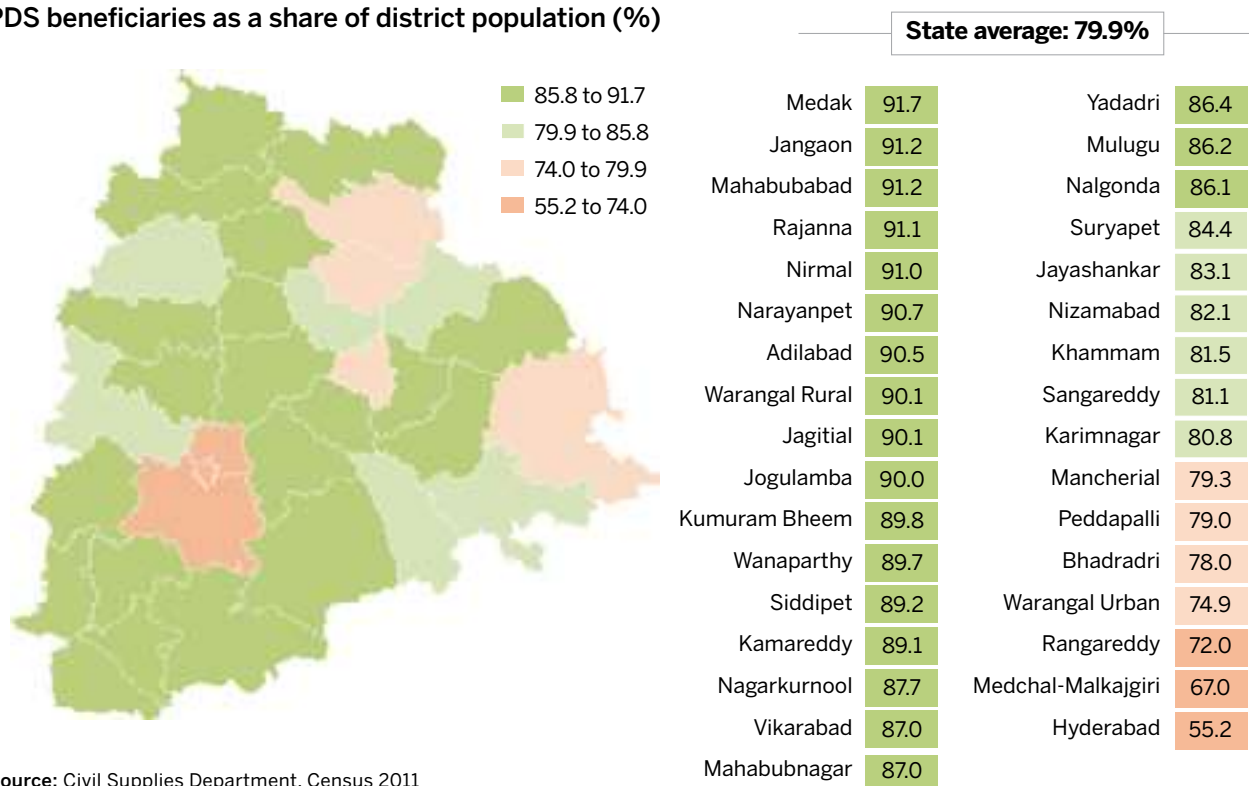 PDS beneficiaries as a share of district population (%)
85.8 to 91.7
79.9 to 85.8
74.0 to 79.9
55.2 to 74.0
State average: 79.9%
Medak 91.7
Jangaon 91.2
Mahabubabad 91.2
Rajanna 91.1
Nirmal 91.0
Narayanpet 90.7
Adilabad 90.5
Warangal Rural 90.1
Jagitial 90.1
Jogulamba 90.0
Kumuram Bheem 89.8
Wanaparthy 89.7
Siddipet 89.2
Kamareddy 89.1
Nagarkurnool 87.7
Vikarabad 87.0
Mahabubnagar 87.0
Yadadri 86.4
Mulugu 86.2
Nalgonda 86.1
Suryapet 84.4
Jayashankar 83.1
Nizamabad 82.1
Khammam 81.5
Sangareddy 81.1
Karimnagar 80.8
Mancherial 79.3
Peddapalli 79.0
Bhadradri 78.0
Warangal Urban 74.9
Rangareddy 72.0
Medchal-Malkajgiri 67.0
Hyderabad 55.2
ource: Civil Supplies Department, Census 2011